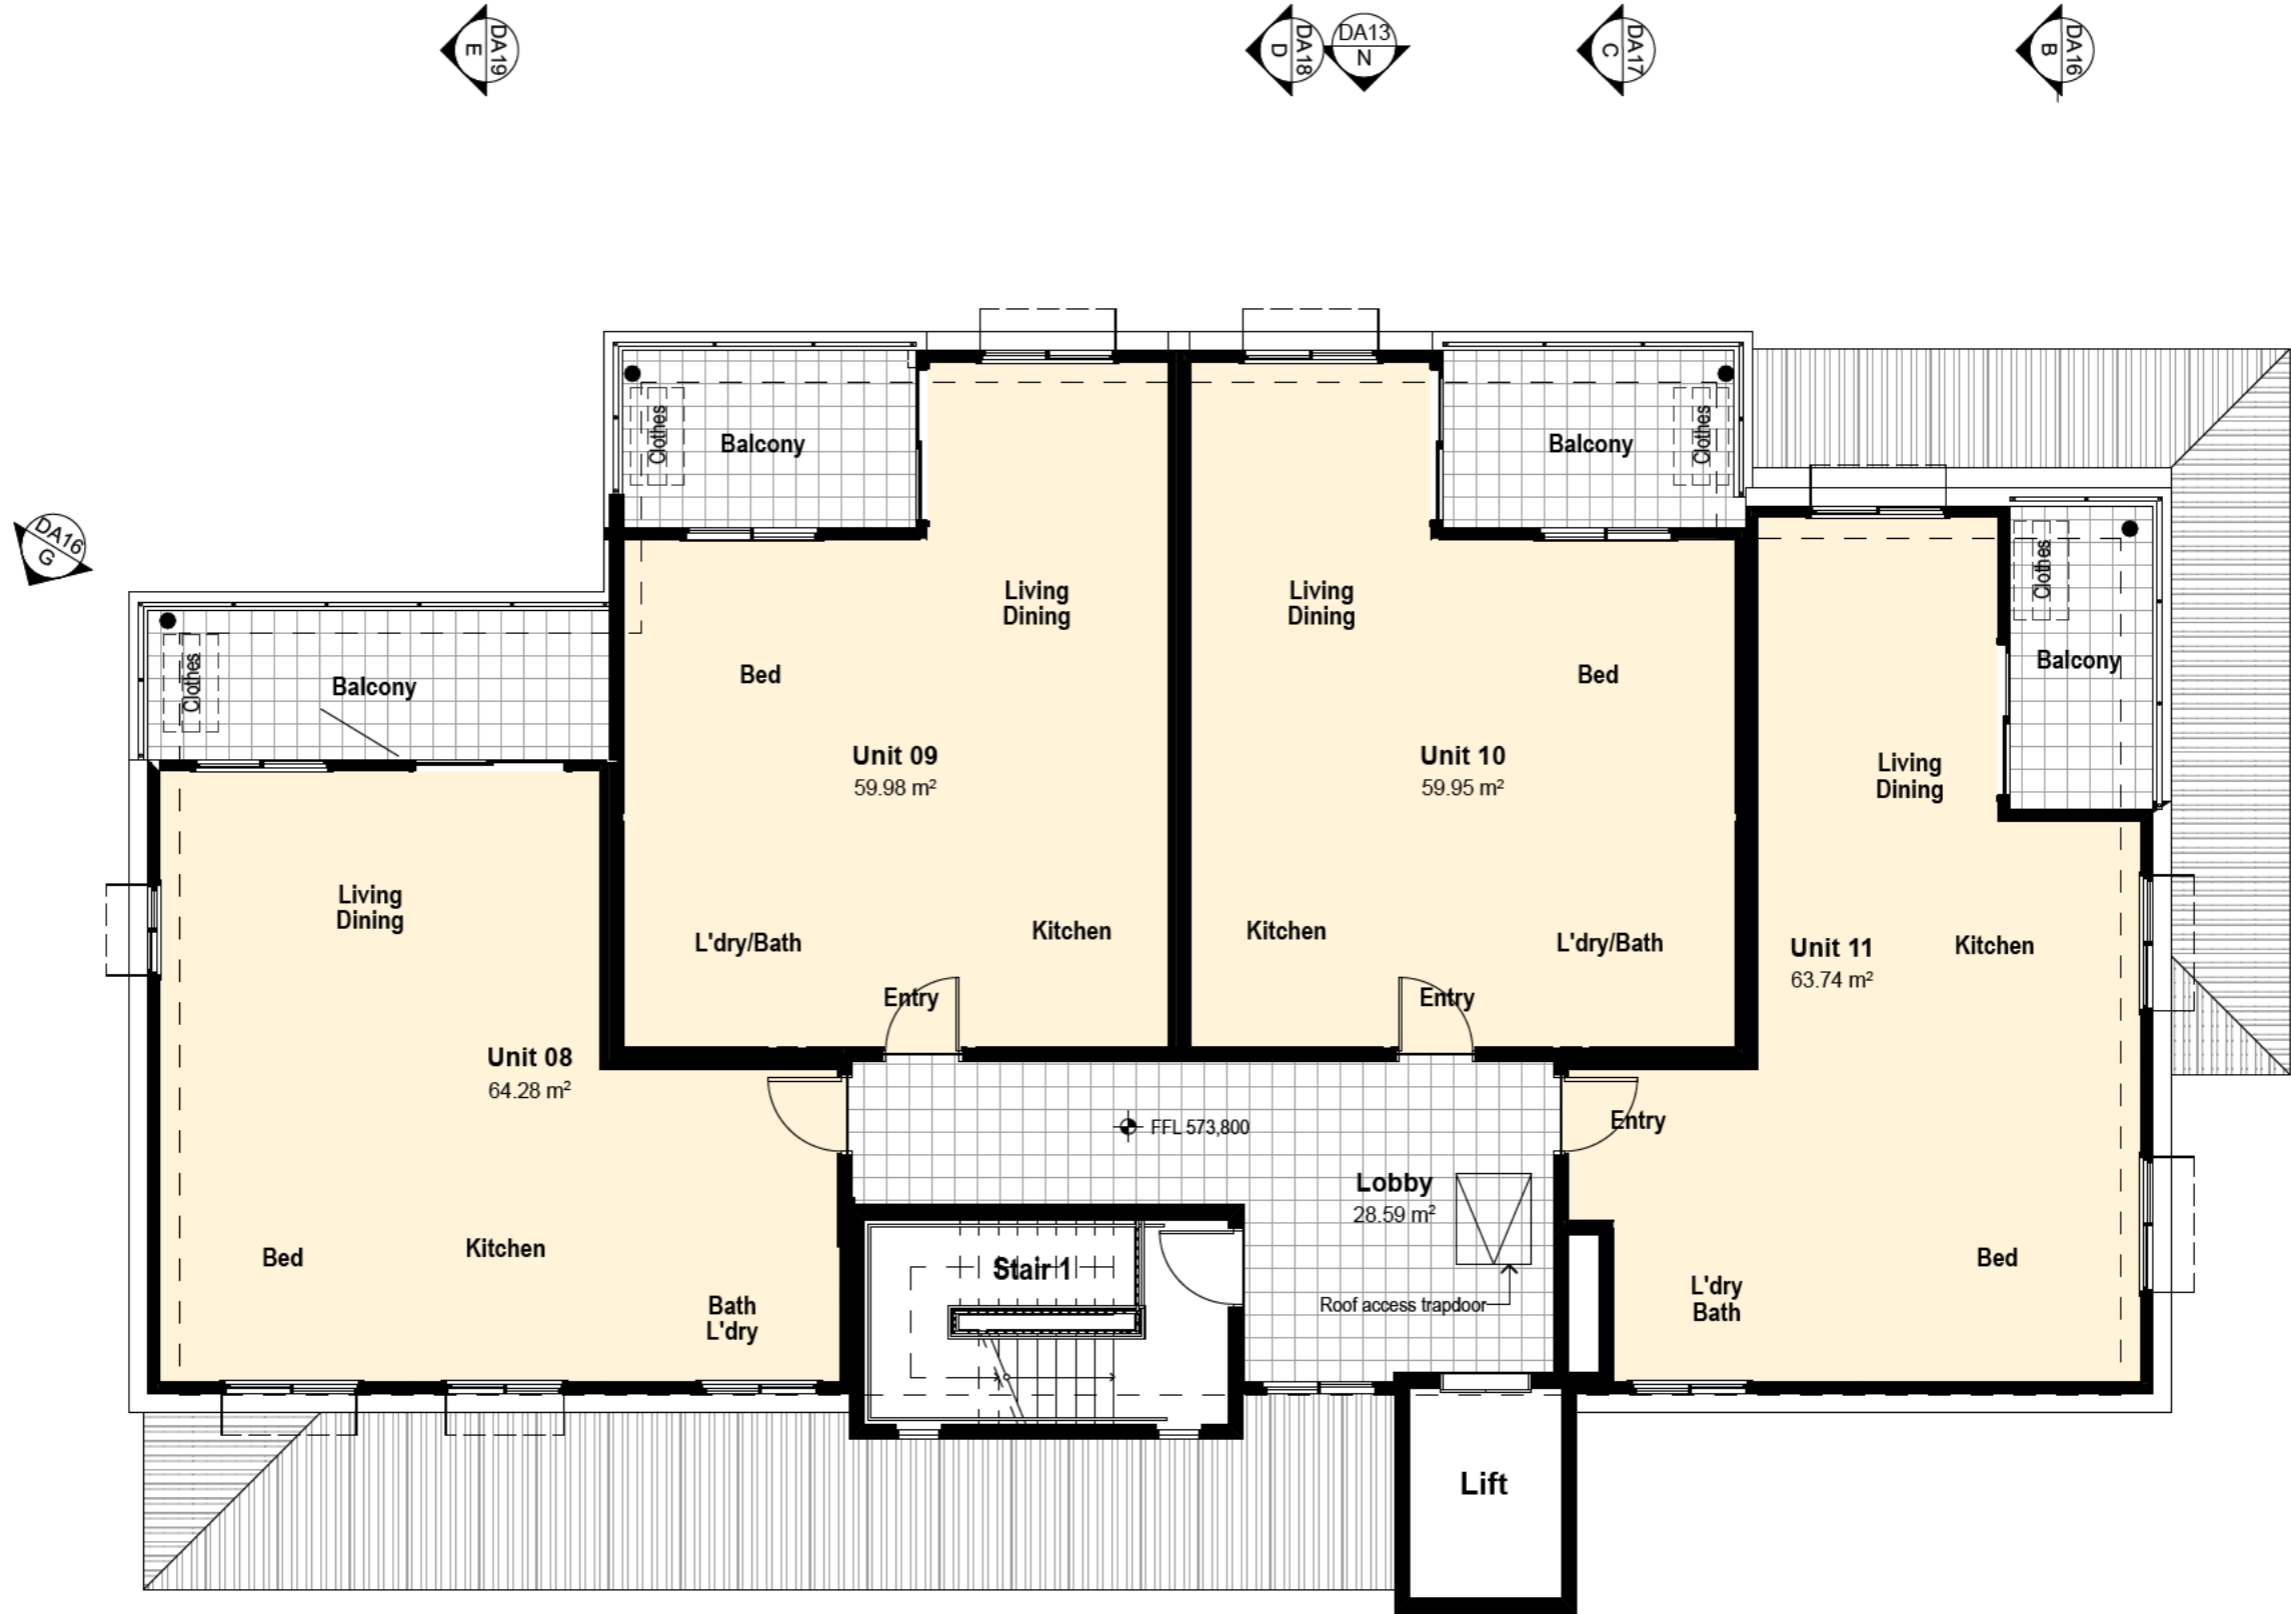 DA19
E
DA18
D
DA13
N
DA17
C
DA16
B
DA16
G
Clothes
Balcony
Balcony
Clothes
Living
Dining
Bed
Living
Dining
Bed
Clothes
Balcony
Clothes
Balcony
Unit 09
59.98 m²
Unit 10
59.95 m²
Living
Dining
Living
Dining
L'dry/Bath
Kitchen
Kitchen
L'dry/Bath
Unit 11
63.74 m²
Kitchen
Entry
Entry
Unit 08
64.28 m²
FFL 573,800
Entry
Lobby
28.59 m²
Bed
Kitchen
Stair 1
Bed
Bath
L'dry
Roof access trapdoor
L'dry
Bath
Lift